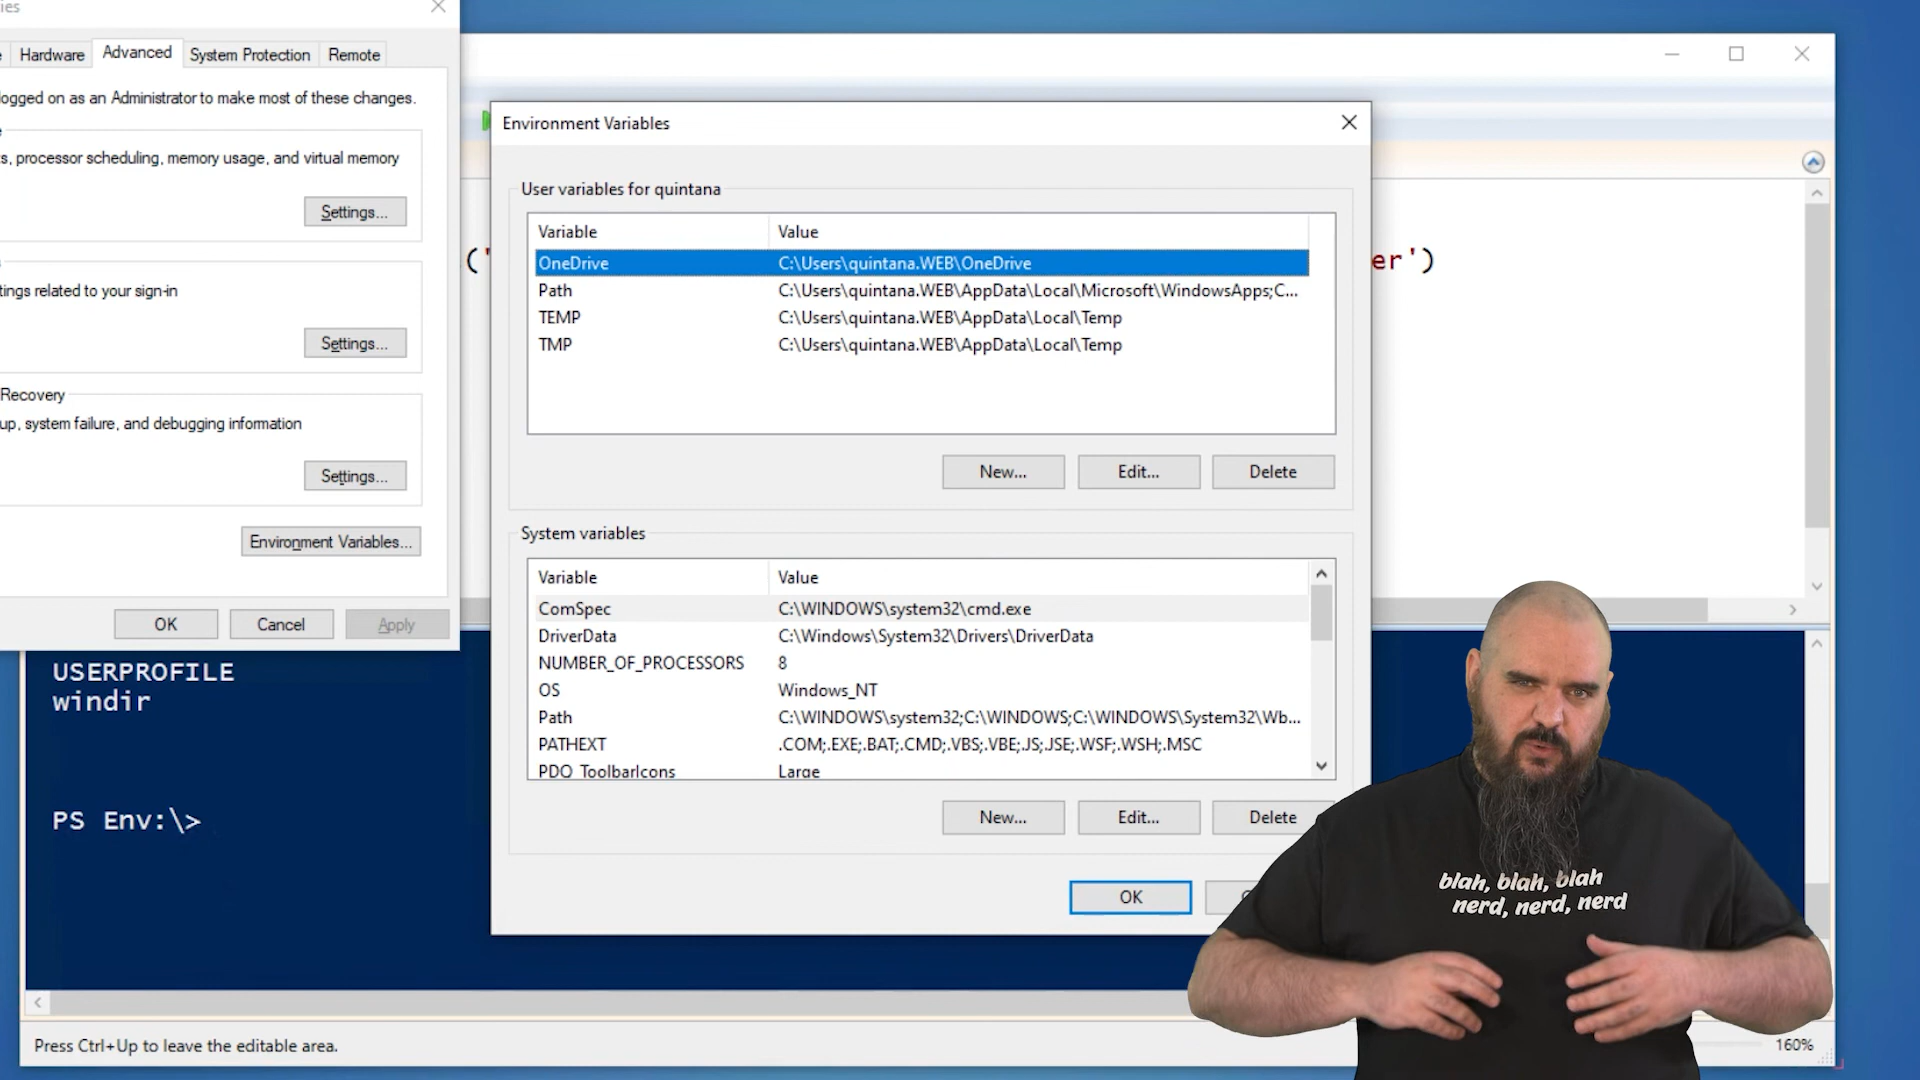 ies
Hardware
Advanced
System Protection
Remote
logged on as an Administrator to make most of these changes.
s, processor scheduling, memory usage, and virtual memory
Settings...
tings related to your sign-in
Settings...
Recovery
up, system failure, and debugging information
Settings...
Environment Variables...
OK
Cancel
Apply
('
er')
Environment Variables
User variables for quintana
Variable Value
OneDrive C:\Users\quintana.WEB\OneDrive
Path C:\Users\quintana.WEB\AppData\Local\Microsoft\WindowsApps;C...
TEMP C:\Users\quintana.WEB\AppData\Local\Temp
TMP C:\Users\quintana.WEB\AppData\Local\Temp
New...
Edit...
Delete
System variables
Variable Value
ComSpec C:\WINDOWS\system32\cmd.exe
DriverData C:\Windows\System32\Drivers\DriverData
NUMBER_OF_PROCESSORS 8
OS Windows_NT
Path C:\WINDOWS\system32;C:\WINDOWS;C:\WINDOWS\System32\Wb...
PATHEXT .COM;.EXE;.BAT;.CMD;.VBS;.VBE;.JS;.JSE;.WSF;.WSH;.MSC
PDQ_ToolbarIcons Large
New...
Edit...
Delete
OK
USERPROFILE
windir
PS Env:\>
blah, blah, blah
nerd, nerd, nerd
Press Ctrl+Up to leave the editable area.
160%